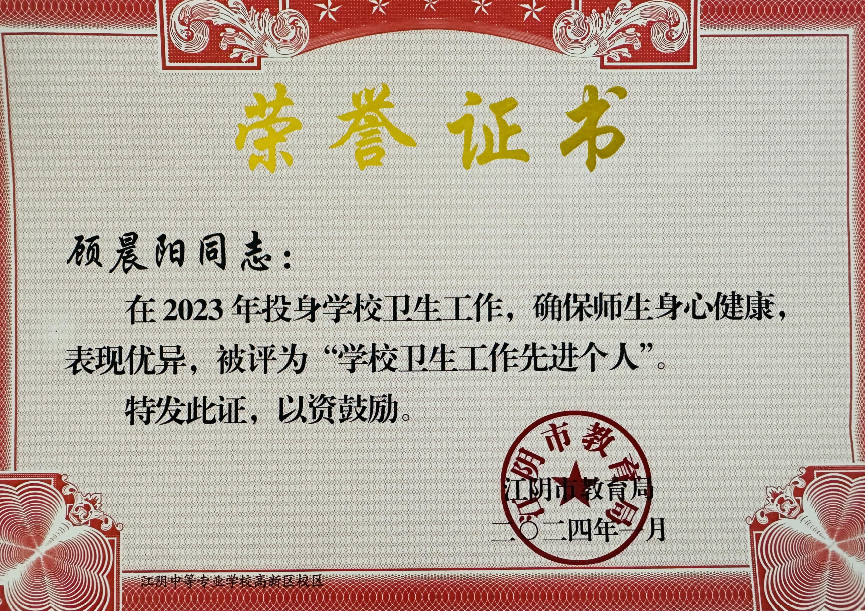 荣誉证书
顾晨阳同志：
在2023年投身学校卫生工作，确保师生身心健康，
表现优异，被评为“学校卫生工作先进个人”。
特发此证，以资鼓励。
江阴市教育局
江阴市教育局
二〇二四年一月
江阴中等专业学校高新区校区